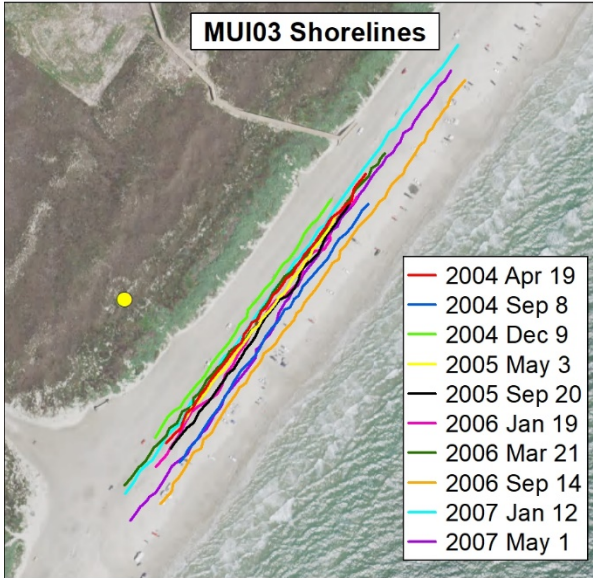 MUI03 Shorelines
2004 Apr 19
2004 Sep 8
2004 Dec 9
2005 May 3
2005 Sep 20
2006 Jan 19
2006 Mar 21
2006 Sep 14
2007 Jan 12
2007 May 1